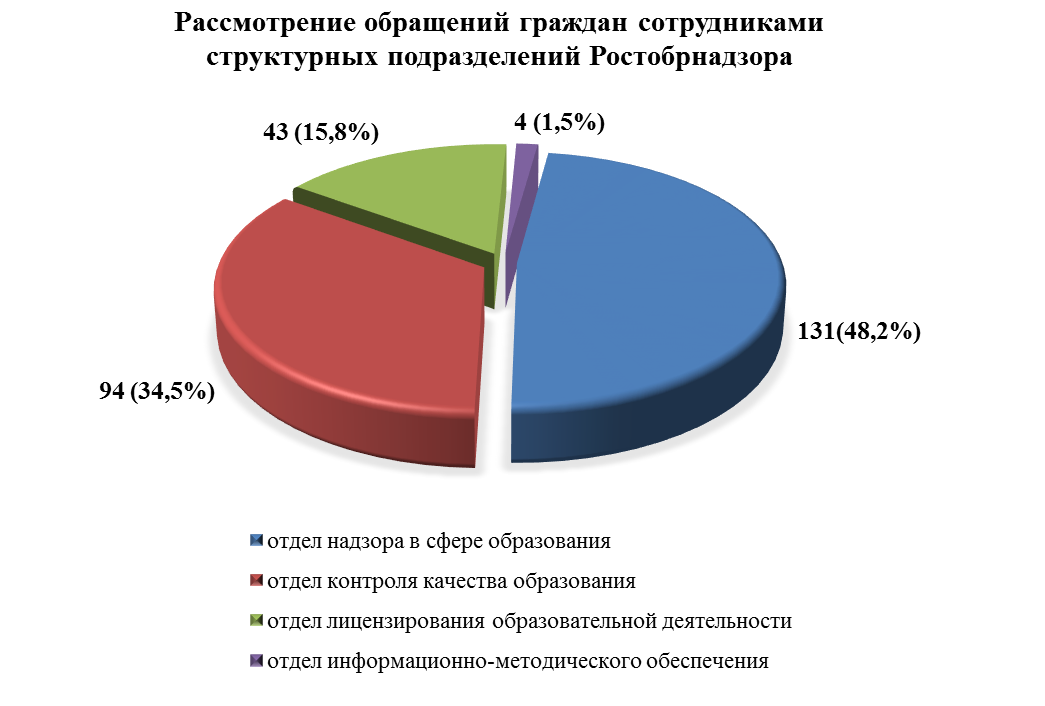 Рассмотрение обращений граждан сотрудниками
структурных подразделений Ростобрнадзора
43 (15,8%)
4 (1,5%)
131(48,2%)
94 (34,5%)
отдел надзора в сфере образования
отдел контроля качества образования
отдел лицензирования образовательной деятельности
отдел информационно-методического обеспечения